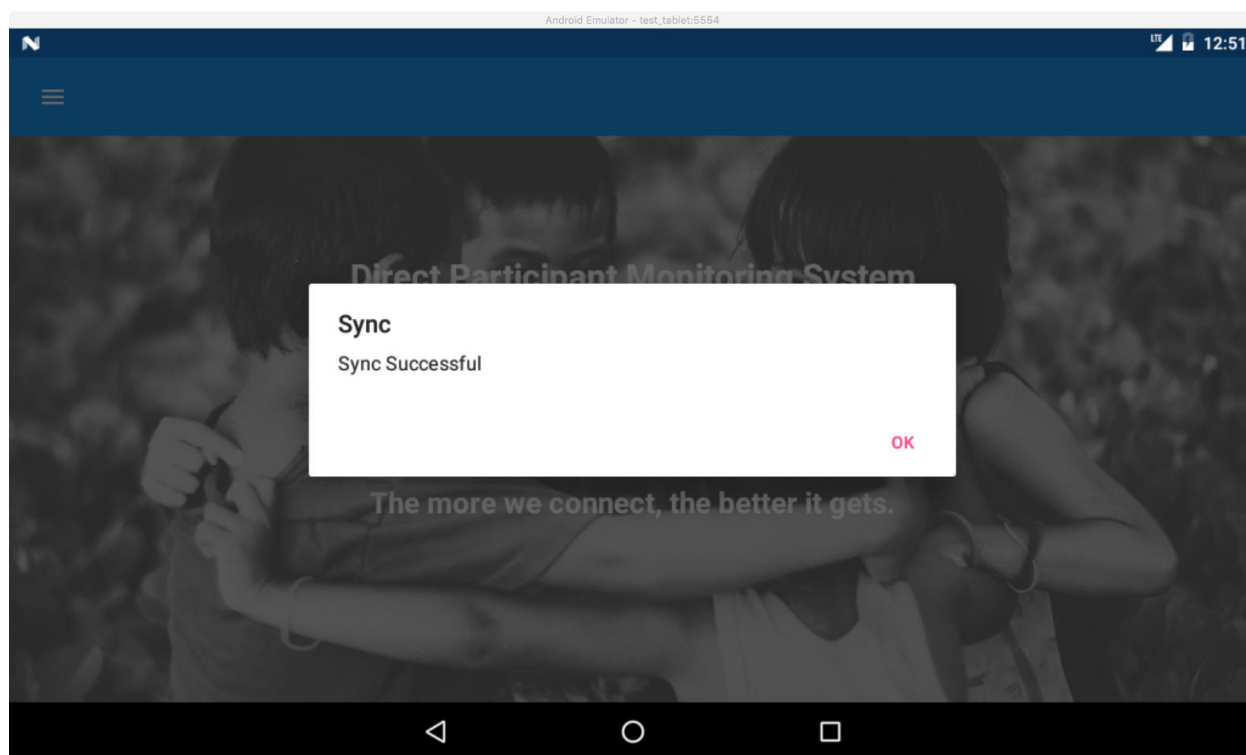 Android Emulator - test_tablet:5554
LTE 12:51
Direct Participant Monitoring System
Sync
Sync Successful
OK
The more we connect, the better it gets.